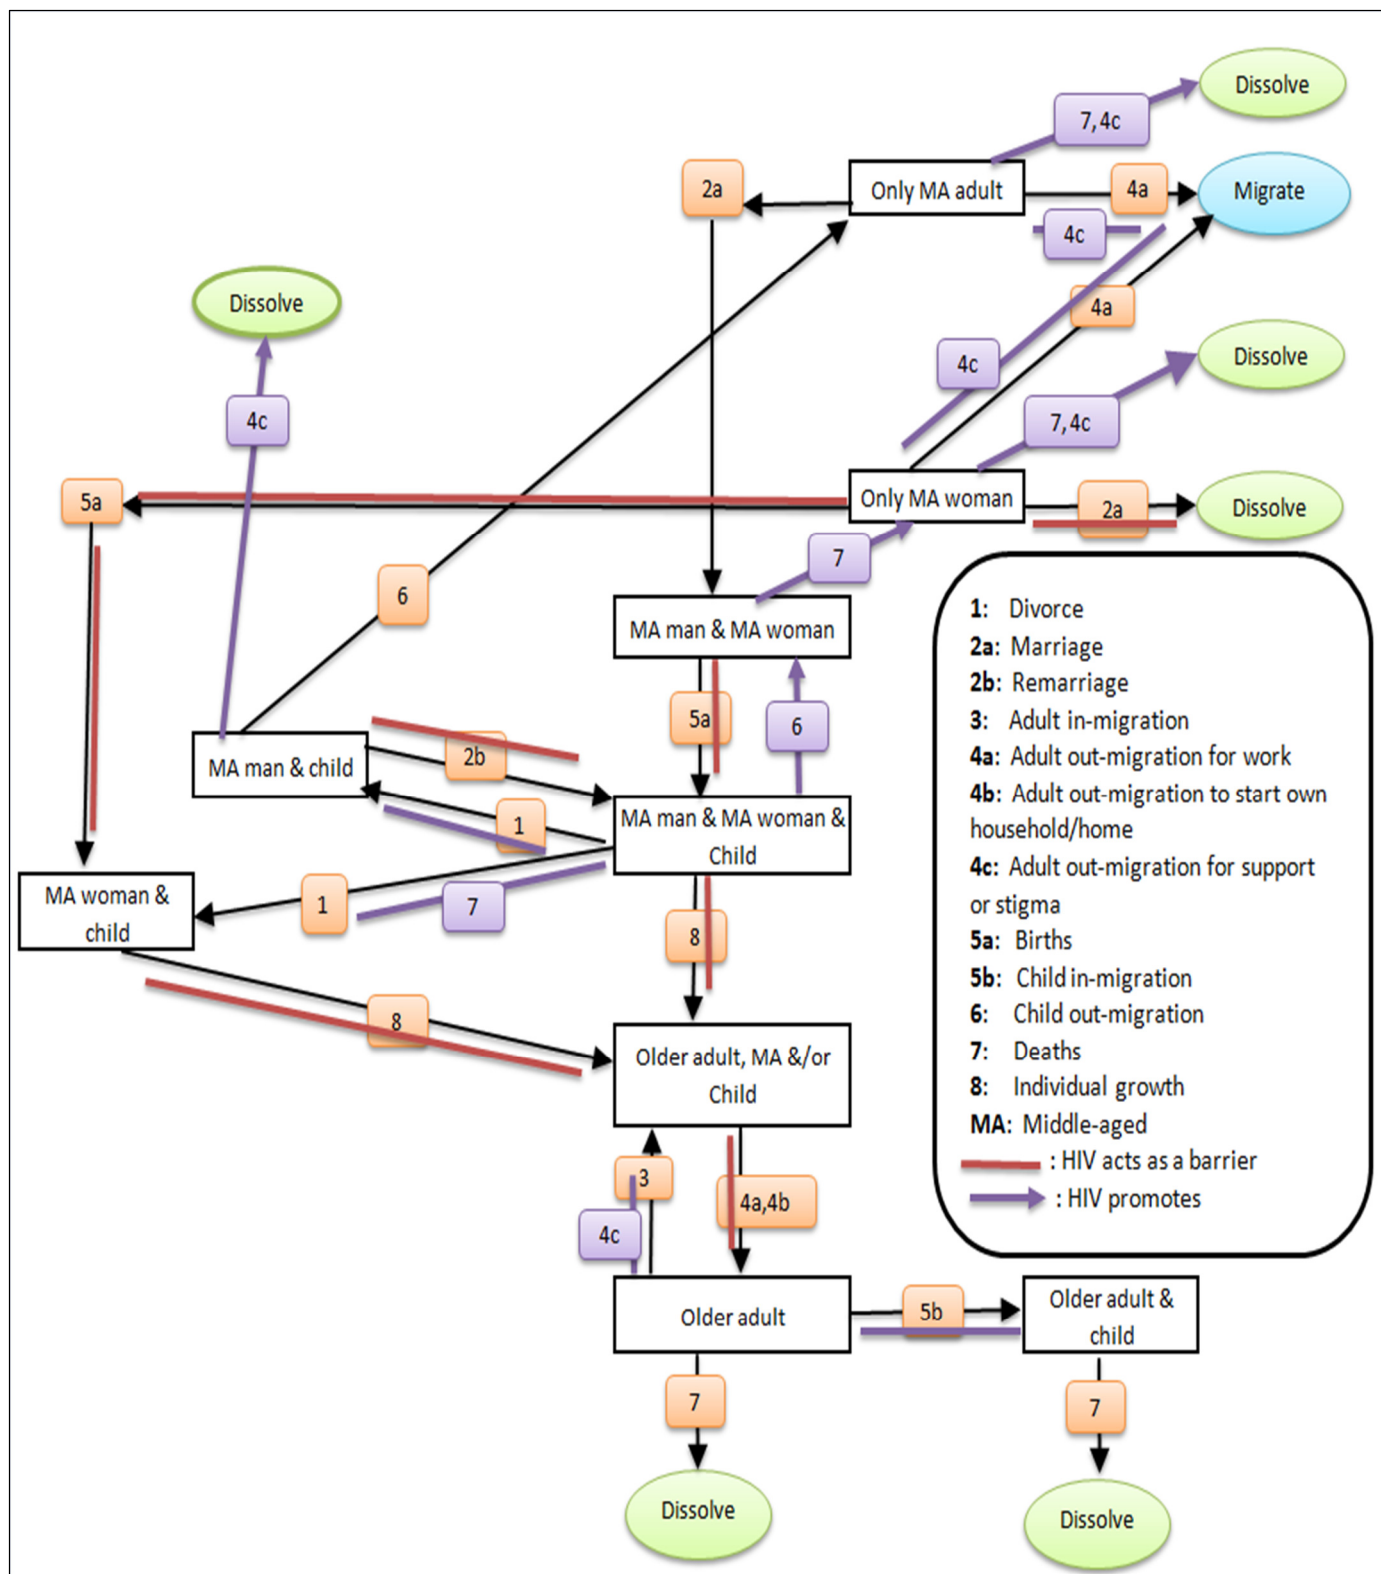 Dissolve
7, 4c
2a
Only MA adult
4a
Migrate
4c
Dissolve
4a
4c
Dissolve
4c
7, 4c
5a
Only MA woman
2a
Dissolve
7
6
MA man & MA woman
1: Divorce
2a: Marriage
2b: Remarriage
3: Adult in-migration
4a: Adult out-migration for work
4b: Adult out-migration to start own
household/home
4c: Adult out-migration for support
or stigma
5a: Births
5b: Child in-migration
6: Child out-migration
7: Deaths
8: Individual growth
MA: Middle-aged
: HIV acts as a barrier
: HIV promotes
5a
6
MA man & child
2b
1
MA man & MA woman &
Child
MA woman &
child
1
7
8
8
Older adult, MA &/or
Child
3
4a,4b
4c
Older adult
5b
Older adult &
child
7
7
Dissolve
Dissolve